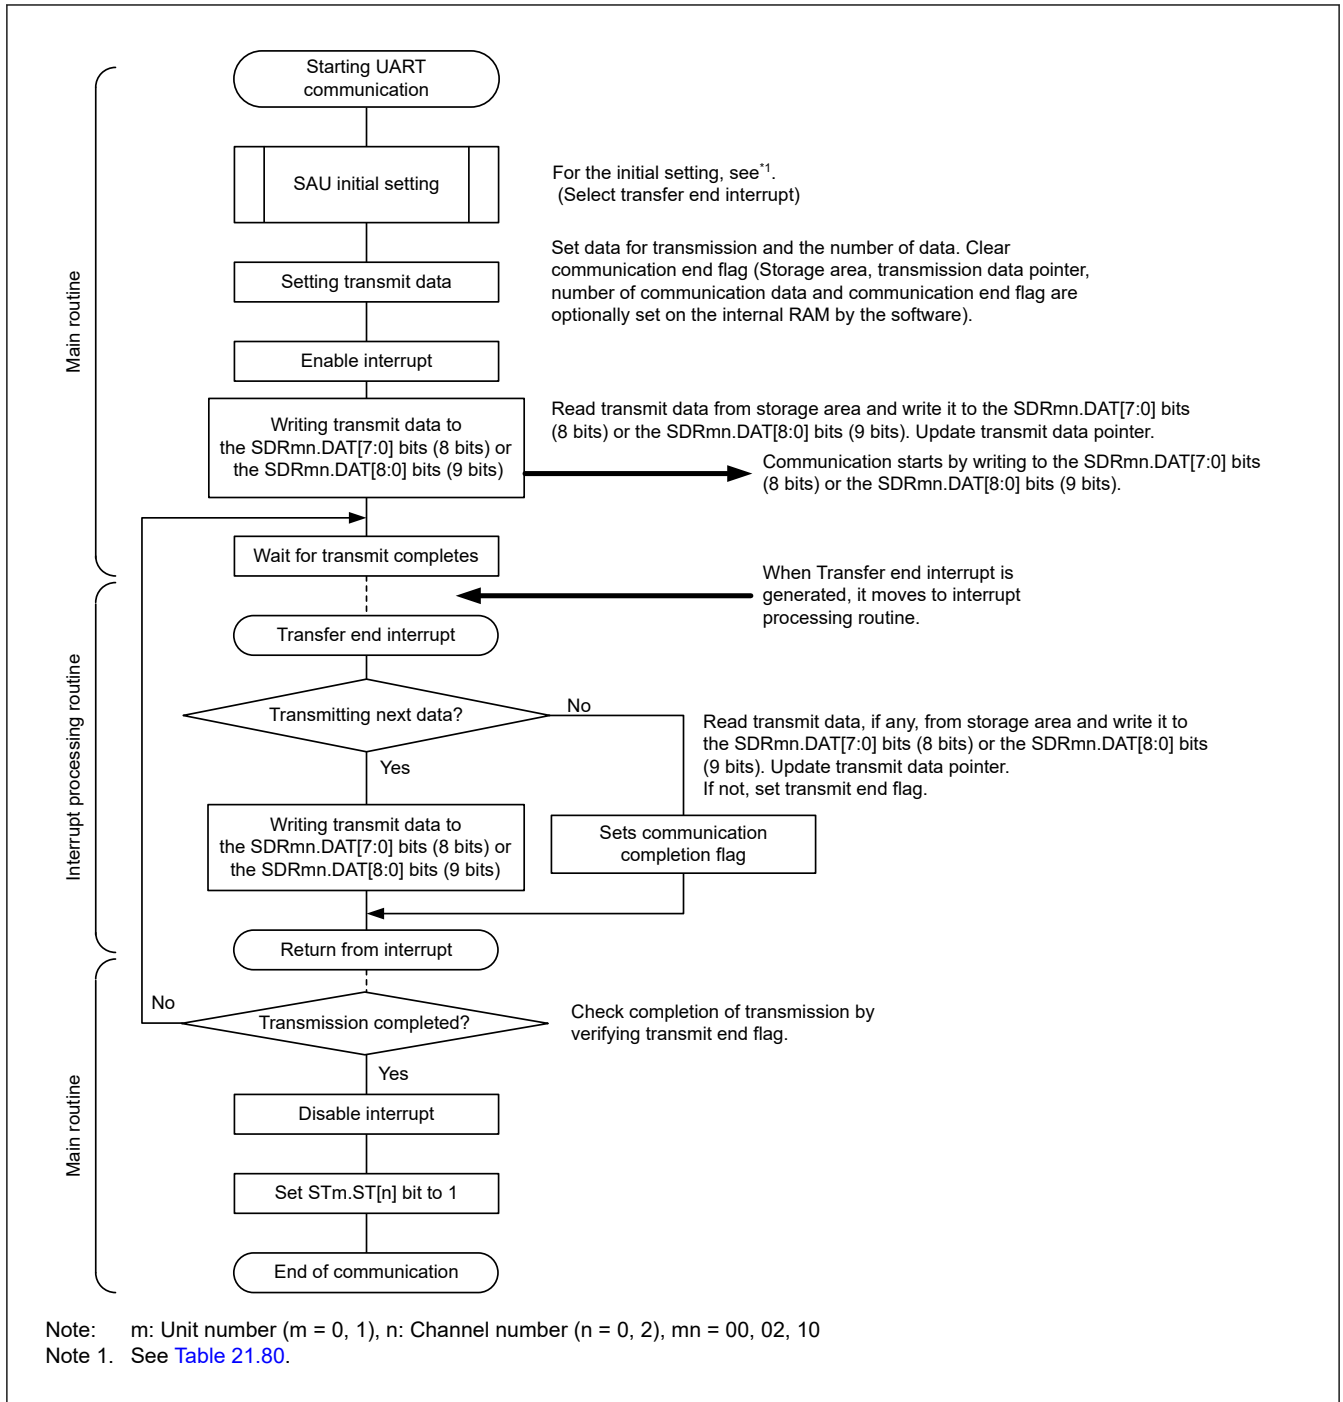 Starting UART
communication
SAU initial setting
For the initial setting, see*1.
(Select transfer end interrupt)
Set data for transmission and the number of data. Clear
communication end flag (Storage area, transmission data pointer,
number of communication data and communication end flag are
optionally set on the internal RAM by the software).
Setting transmit data
Main routine
Enable interrupt
Writing transmit data to
the SDRmn.DAT[7:0] bits (8 bits) or
the SDRmn.DAT[8:0] bits (9 bits)
Read transmit data from storage area and write it to the SDRmn.DAT[7:0] bits
(8 bits) or the SDRmn.DAT[8:0] bits (9 bits). Update transmit data pointer.
Communication starts by writing to the SDRmn.DAT[7:0] bits
(8 bits) or the SDRmn.DAT[8:0] bits (9 bits).
Wait for transmit completes
When Transfer end interrupt is
generated, it moves to interrupt
processing routine.
Transfer end interrupt
Interrupt processing routine
Transmitting next data?
No
Yes
Read transmit data, if any, from storage area and write it to
the SDRmn.DAT[7:0] bits (8 bits) or the SDRmn.DAT[8:0] bits
(9 bits). Update transmit data pointer.
If not, set transmit end flag.
Writing transmit data to
the SDRmn.DAT[7:0] bits (8 bits) or
the SDRmn.DAT[8:0] bits (9 bits)
Sets communication
completion flag
Return from interrupt
No
Transmission completed?
Check completion of transmission by
verifying transmit end flag.
Yes
Main routine
Disable interrupt
Set STm.ST[n] bit to 1
End of communication
Note: m: Unit number (m = 0, 1), n: Channel number (n = 0, 2), mn = 00, 02, 10
Note 1. See Table 21.80.